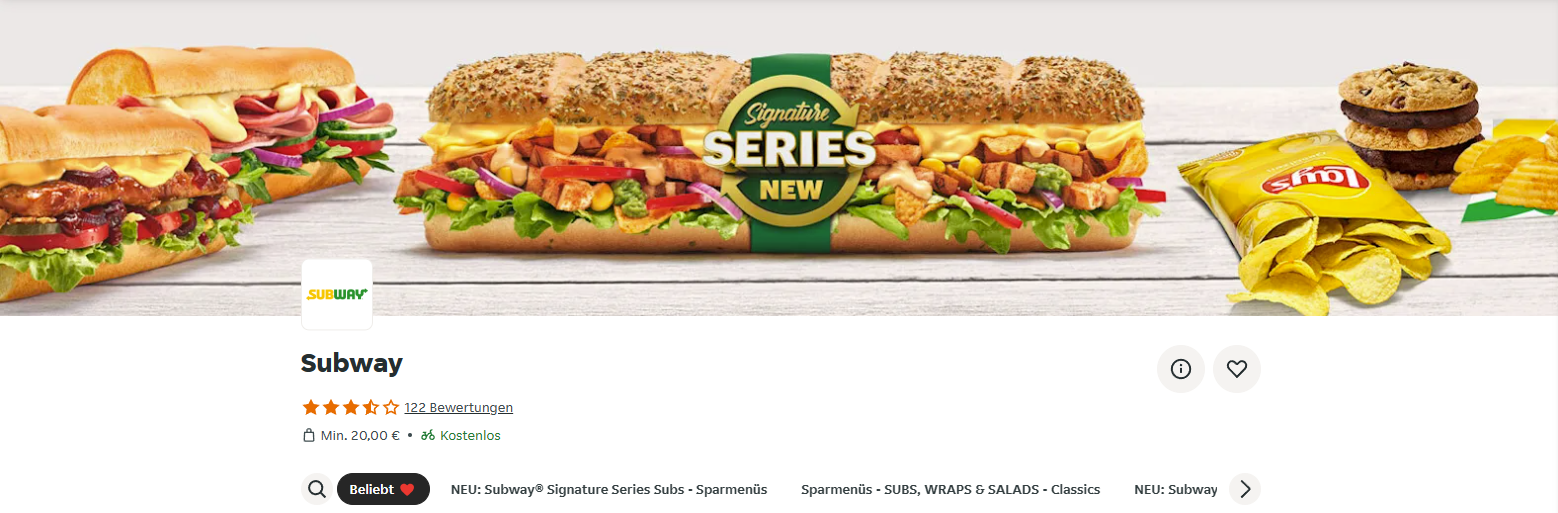 Signature
SERIES
NEW
Lay's
SUBWAY
Subway
122 Bewertungen
Min. 20,00 € • Kostenlos
Beliebt ❤ NEU: Subway® Signature Series Subs - Sparmenüs Sparmenüs - SUBS, WRAPS & SALADS - Classics NEU: Subway